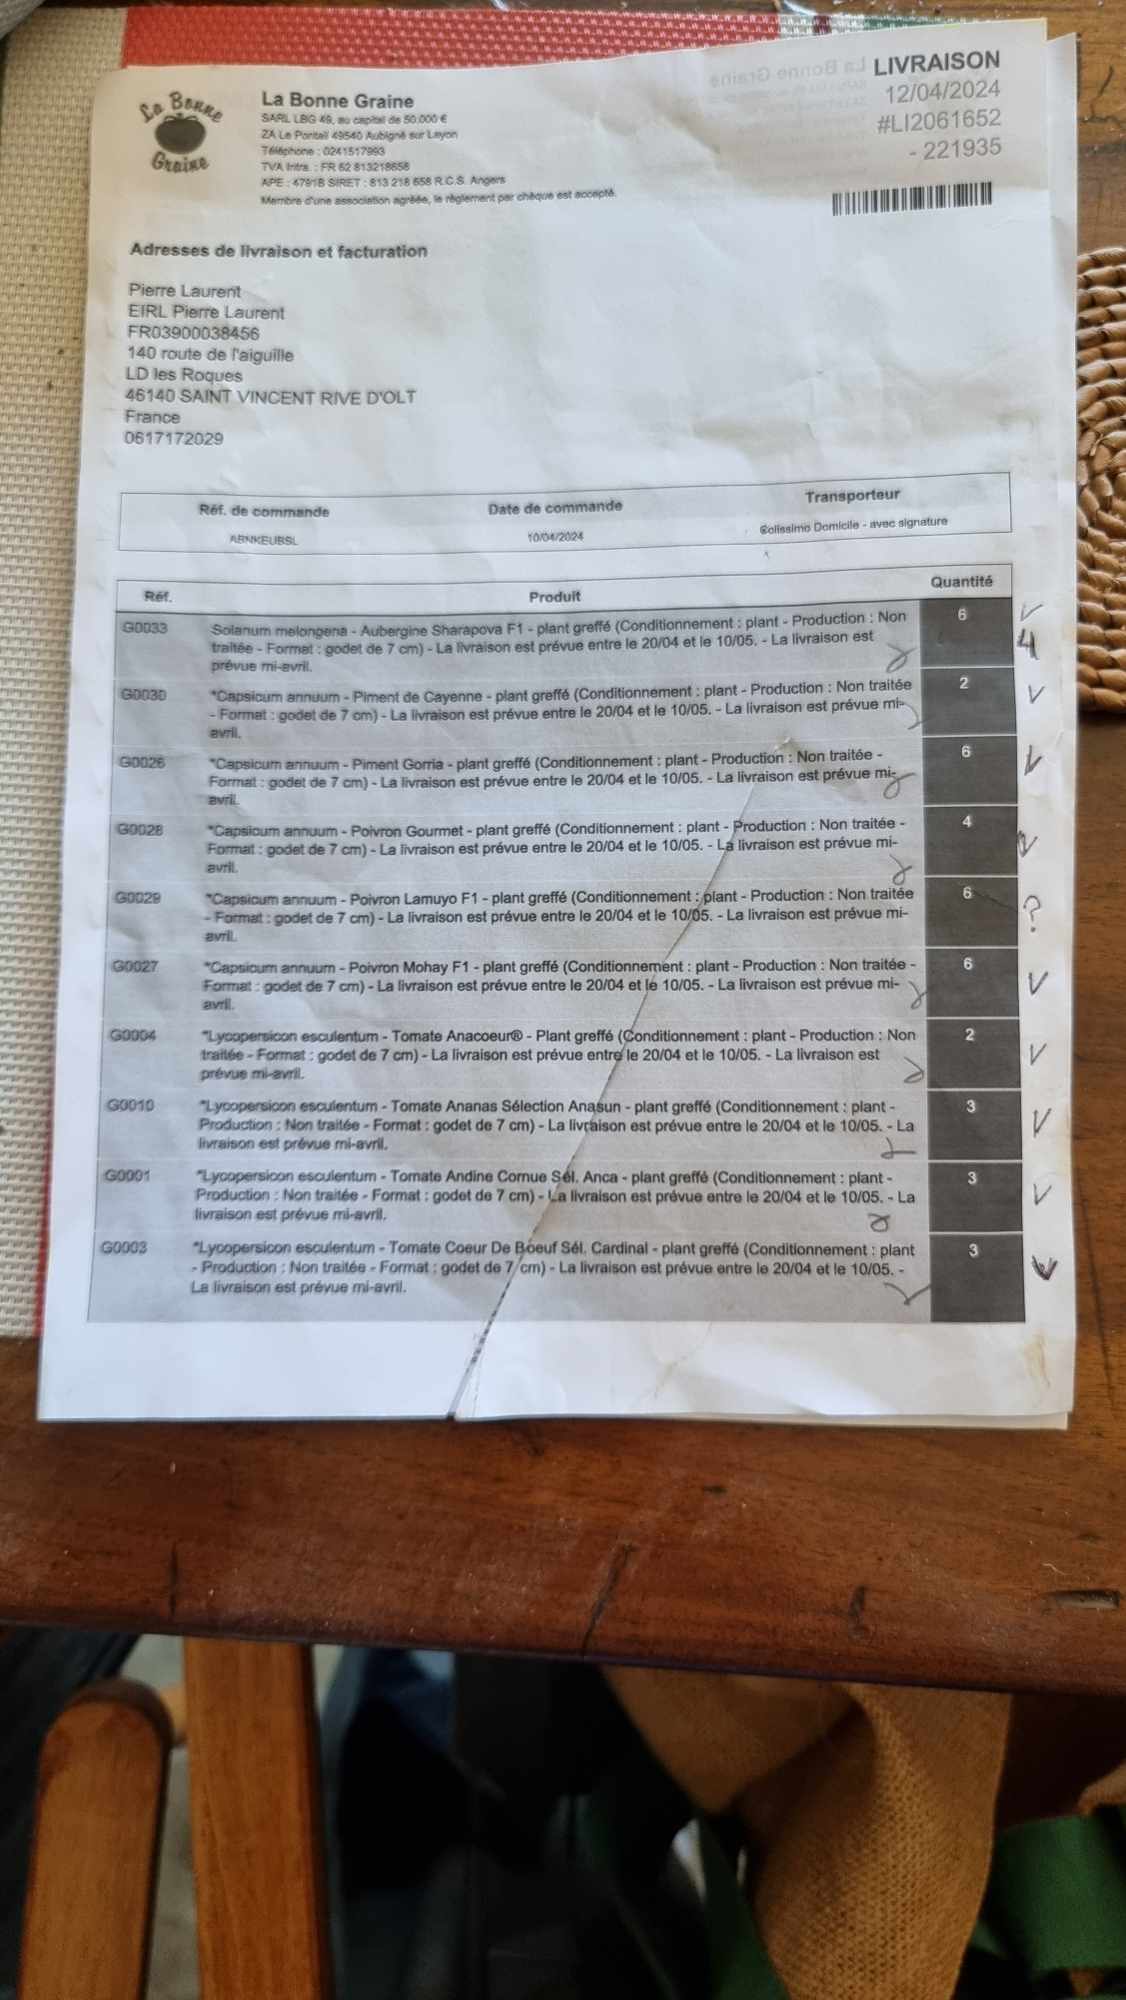 La Bonne
Graine
La Bonne Graine
SARL LBG 49, au capital de 50.000 €
ZA Le Pontail 49540 Aubigné sur Layon
Téléphone : 0241517993
TVA Intra. : FR 62 813218658
APE : 4791B SIRET : 813 218 658 R.C.S. Angers
Membre d'une association agréée, le règlement par chèque est accepté.
LIVRAISON
12/04/2024
#LI2061652
- 221935
Adresses de livraison et facturation
Pierre Laurent
EIRL Pierre Laurent
FR03900038456
140 route de l'aiguille
LD les Roques
46140 SAINT VINCENT RIVE D'OLT
France
0617172029
Réf. de commande Date de commande Transporteur
ABNKEUBSL 10/04/2024 Colissimo Domicile - avec signature
Réf. Produit Quantité
G0033 Solanum melongena - Aubergine Sharapova F1 - plant greffé (Conditionnement : plant - Production : Non 6
traitée - Format : godet de 7 cm) - La livraison est prévue entre le 20/04 et le 10/05. - La livraison est 4
prévue mi-avril.
G0030 *Capsicum annuum - Piment de Cayenne - plant greffé (Conditionnement : plant - Production : Non traitée 2
- Format : godet de 7 cm) - La livraison est prévue entre le 20/04 et le 10/05. - La livraison est prévue mi-
avril.
G0026 *Capsicum annuum - Piment Gorria - plant greffé (Conditionnement : plant - Production : Non traitée - 6
Format : godet de 7 cm) - La livraison est prévue entre le 20/04 et le 10/05. - La livraison est prévue mi-
avril.
G0028 *Capsicum annuum - Poivron Gourmet - plant greffé (Conditionnement : plant - Production : Non traitée - 4
Format : godet de 7 cm) - La livraison est prévue entre le 20/04 et le 10/05. - La livraison est prévue mi-
avril.
G0029 *Capsicum annuum - Poivron Lamuyo F1 - plant greffé (Conditionnement : plant - Production : Non traitée 6
- Format : godet de 7 cm) - La livraison est prévue entre le 20/04 et le 10/05. - La livraison est prévue mi- ?
avril.
G0027 *Capsicum annuum - Poivron Mohay F1 - plant greffé (Conditionnement : plant - Production : Non traitée - 6
Format : godet de 7 cm) - La livraison est prévue entre le 20/04 et le 10/05. - La livraison est prévue mi-
avril.
G0004 *Lycopersicon esculentum - Tomate Anacoeur® - Plant greffé (Conditionnement : plant - Production : Non 2
traitée - Format : godet de 7 cm) - La livraison est prévue entre le 20/04 et le 10/05. - La livraison est
prévue mi-avril.
G0010 *Lycopersicon esculentum - Tomate Ananas Sélection Anasun - plant greffé (Conditionnement : plant - 3
Production : Non traitée - Format : godet de 7 cm) - La livraison est prévue entre le 20/04 et le 10/05. - La
livraison est prévue mi-avril.
G0001 *Lycopersicon esculentum - Tomate Andine Cornue Sél. Anca - plant greffé (Conditionnement : plant - 3
Production : Non traitée - Format : godet de 7 cm) - La livraison est prévue entre le 20/04 et le 10/05. - La
livraison est prévue mi-avril.
G0003 *Lycopersicon esculentum - Tomate Coeur De Boeuf Sél. Cardinal - plant greffé (Conditionnement : plant 3
- Production : Non traitée - Format : godet de 7 cm) - La livraison est prévue entre le 20/04 et le 10/05. -
La livraison est prévue mi-avril.